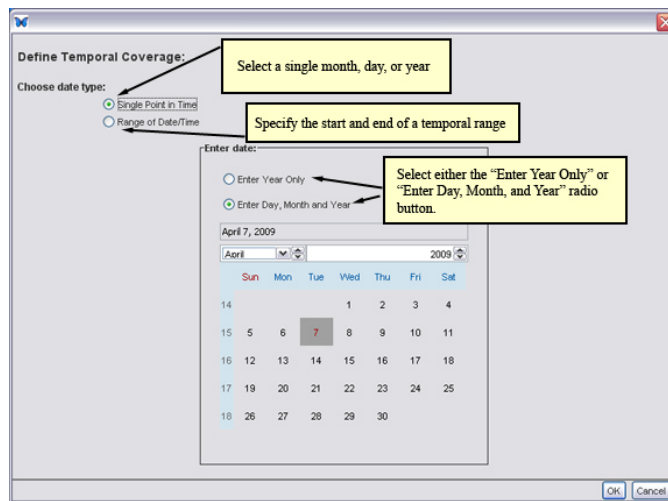 Define Temporal Coverage:
Select a single month, day, or year
Choose date type:
Single Point in Time
Range of Date/Time
Specify the start and end of a temporal range
Enter date:
Enter Year Only
Enter Day, Month and Year
Select either the “Enter Year Only” or
“Enter Day, Month, and Year” radio
button.
April 7, 2009
April 2009
Sun Mon Tue Wed Thu Fri Sat
14 1 2 3 4
15 5 6 7 8 9 10 11
16 12 13 14 15 16 17 18
17 19 20 21 22 23 24 25
18 26 27 28 29 30
OK Cancel